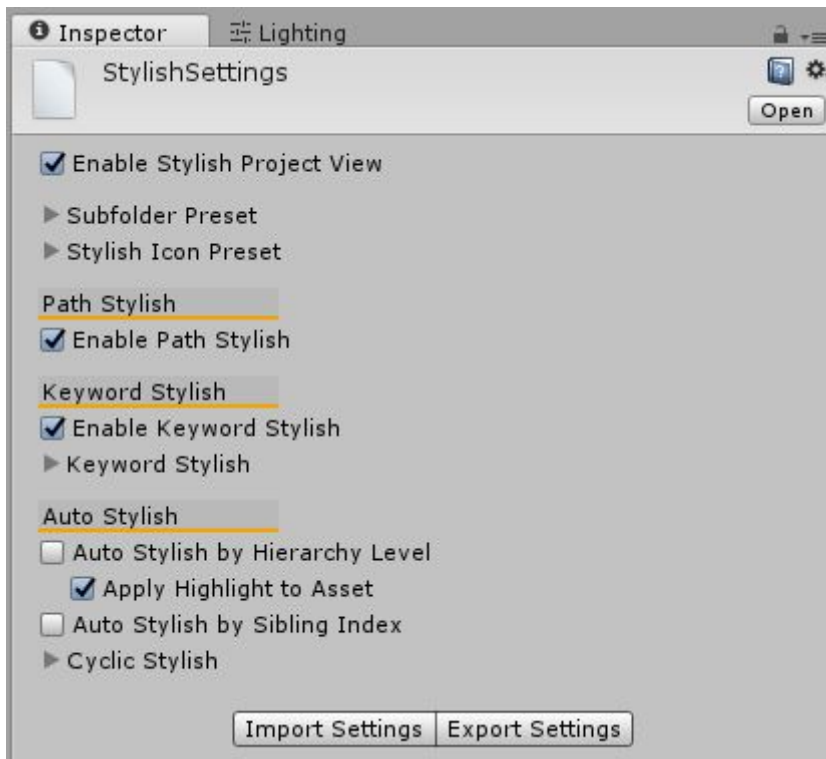 Inspector Lighting
StylishSettings
Open
Enable Stylish Project View
Subfolder Preset
Stylish Icon Preset
Path Stylish
Enable Path Stylish
Keyword Stylish
Enable Keyword Stylish
Keyword Stylish
Auto Stylish
Auto Stylish by Hierarchy Level
Apply Highlight to Asset
Auto Stylish by Sibling Index
Cyclic Stylish
Import Settings Export Settings